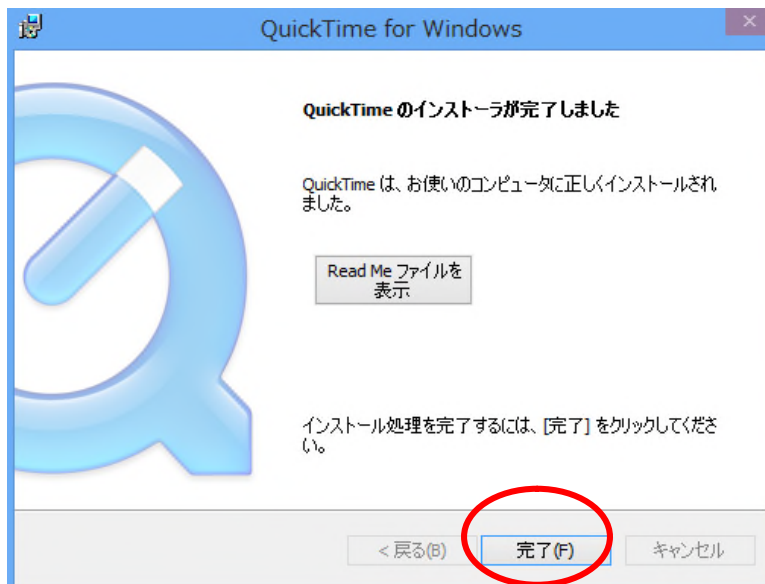 QuickTime for Windows
QuickTime のインストーラが完了しました
QuickTime は、お使いのコンピュータに正しくインストールされ
ました。
Read Me ファイルを
表示
インストール処理を完了するには、[完了] をクリックしてくださ
い。
< 戻る(B)
完了(F)
キャンセル